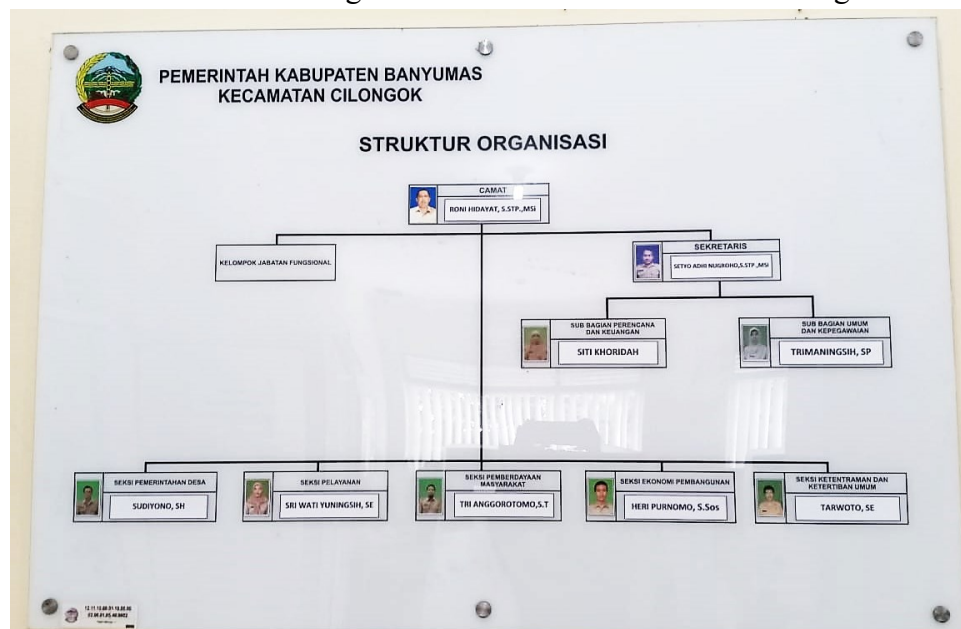 PEMERINTAH KABUPATEN BANYUMAS
KECAMATAN CILONGOK
STRUKTUR ORGANISASI
CAMAT
RONI HIDAYAT, S.STP.,MSi
KELOMPOK JABATAN FUNGSIONAL
SEKRETARIS
SETYO ADHI NUGROHO,S.STP.,MSi
SUB BAGIAN PERENCANA
DAN KEUANGAN
SITI KHORIDAH
SUB BAGIAN UMUM
DAN KEPEGAWAIAN
TRIMANINGSIH, SP
SEKSI PEMERINTAHAN DESA
SUDIYONO, SH
SEKSI PELAYANAN
SRI WATI YUNINGSIH, SE
SEKSI PEMBERDAYAAN
MASYARAKAT
TRI ANGGOROTOMO,S.T
SEKSI EKONOMI PEMBANGUNAN
HERI PURNOMO, S.Sos
SEKSI KETENTRAMAN DAN
KETERTIBAN UMUM
TARWOTO, SE